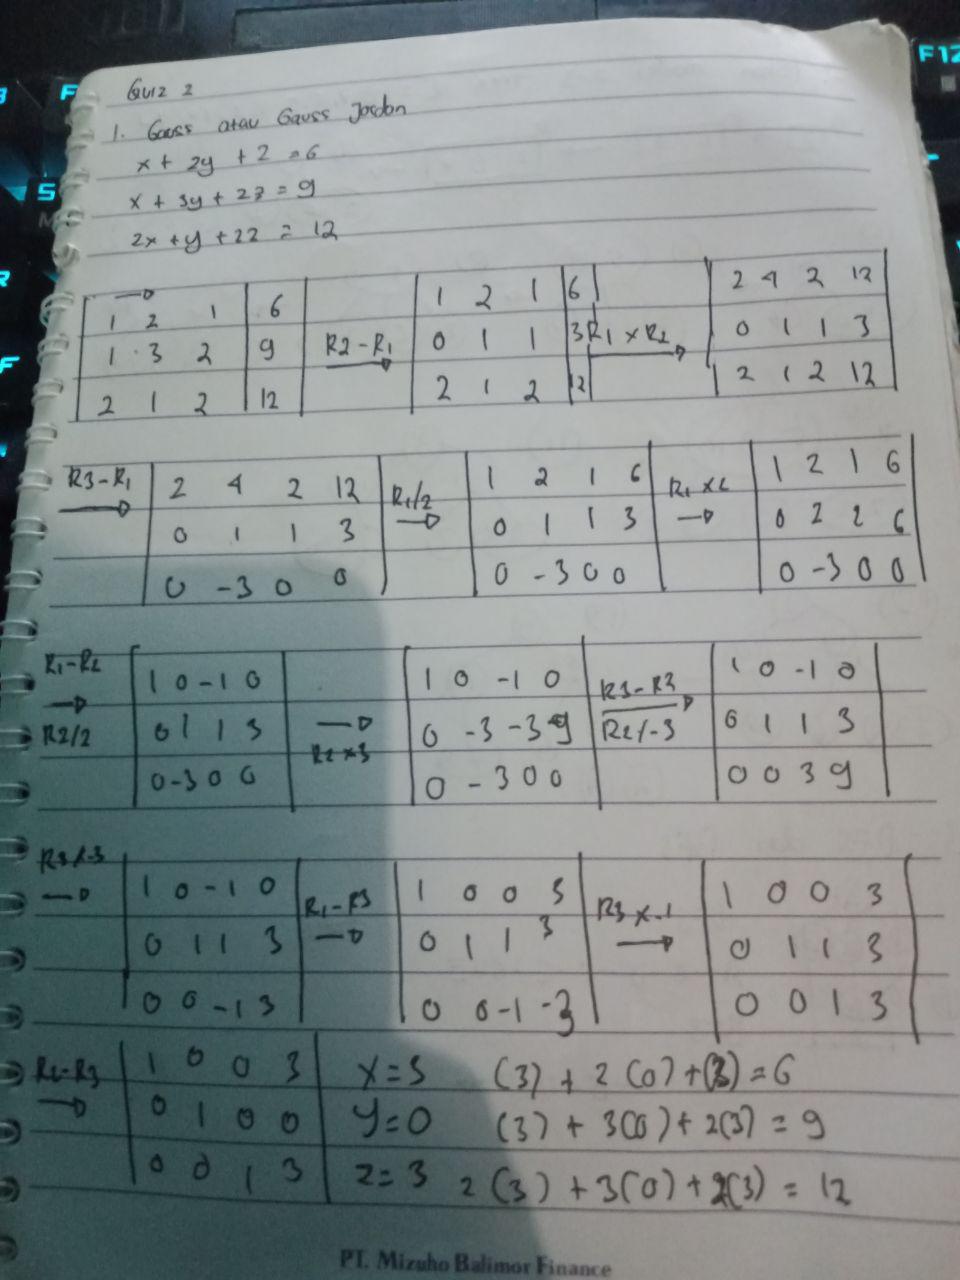 F12
Quiz 2
1. Gauss atau Gauss Jordan
x + 2y + 2 = 6
x + 3y + 2z = 9
2x + y + 22 = 12
1 2 1 6
1 3 2 9
2 1 2 12
R2 - R1
1 2 1 6
0 1 1 3
2 1 2 12
R1 x R2
2 4 2 12
0 1 1 3
2 1 2 12
R3 - R1
2 4 2 12
0 1 1 3
0 -3 0 0
R1/2
1 2 1 6
0 1 1 3
0 -3 0 0
1 2 1 6
0 2 2 6
0 -3 0 0
R1 - R2
R2/2
1 0 -1 0
0 1 1 3
0 -3 0 0
R2 x 3
1 0 -1 0
0 -3 -3 9
0 -3 0 0
R3 - R3
R2/-3
1 0 -1 0
0 1 1 3
0 0 3 9
1 0 -1 0
0 1 1 3
0 0 -1 3
R1 - R3
1 0 0 3
0 1 1 3
0 0 -1 -3
R3 x -1
1 0 0 3
0 1 1 3
0 0 1 3
R2 - R3
1 0 0 3
0 1 0 0
0 0 1 3
x = 3 (3) + 2(0) + (3) = 6
y = 0 (3) + 3(0) + 2(3) = 9
z = 3 2(3) + 3(0) + 2(3) = 12
PT. Mizuho Balimor Finance